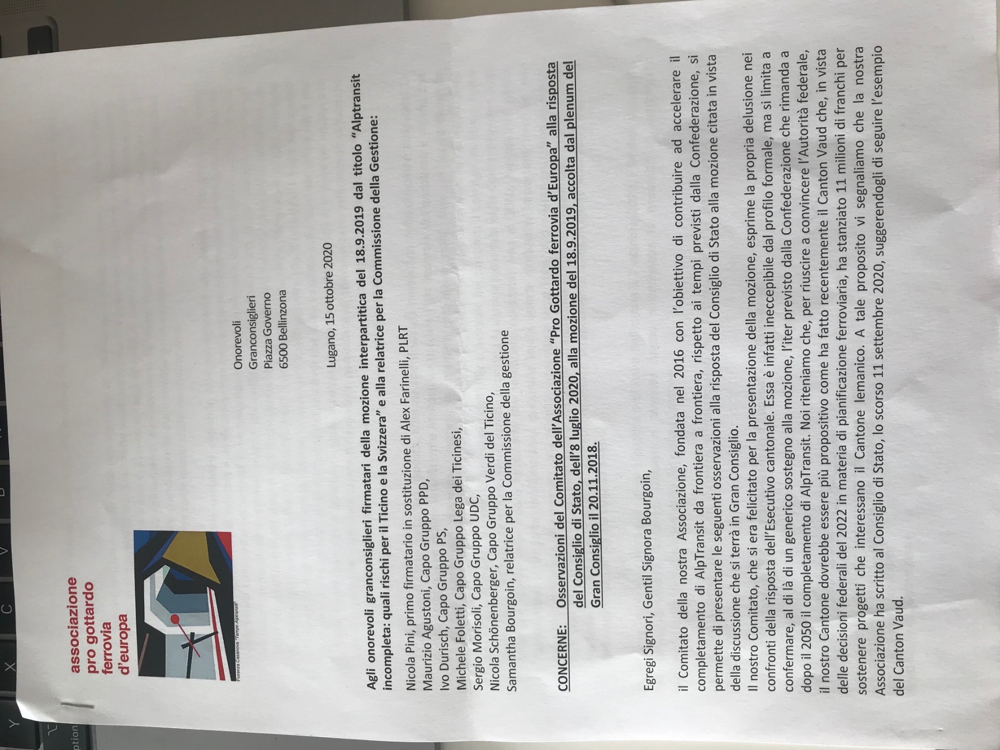 associazione
pro gottardo
ferrovia
d'europa
Fiorenza Casanova "Tempo Alptransit"
Onorevoli
Granconsiglieri
Piazza Governo
6500 Bellinzona
Lugano, 15 ottobre 2020
Agli onorevoli granconsiglieri firmatari della mozione interpartitica del 18.9.2019 dal titolo "Alptransit
incompleta: quali rischi per il Ticino e la Svizzera" e alla relatrice per la Commissione della Gestione:
Nicola Pini, primo firmatario in sostituzione di Alex Farinelli, PLRT
Maurizio Agustoni, Capo Gruppo PPD,
Ivo Durisch, Capo Gruppo PS,
Michele Foletti, Capo Gruppo Lega dei Ticinesi,
Sergio Morisoli, Capo Gruppo UDC,
Nicola Schönenberger, Capo Gruppo Verdi del Ticino,
Samantha Bourgoin, relatrice per la Commissione della gestione
CONCERNE: Osservazioni del Comitato dell'Associazione "Pro Gottardo ferrovia d'Europa" alla risposta
del Consiglio di Stato, dell'8 luglio 2020, alla mozione del 18.9.2019, accolta dal plenum del
Gran Consiglio il 20.11.2018.
Egregi Signori, Gentil Signora Bourgoin,
il Comitato della nostra Associazione, fondata nel 2016 con l'obiettivo di contribuire ad accelerare il
completamento di AlpTransit da frontiera a frontiera, rispetto ai tempi previsti dalla Confederazione, si
permette di presentare le seguenti osservazioni alla risposta del Consiglio di Stato alla mozione citata in vista
della discussione che si terrà in Gran Consiglio.
Il nostro Comitato, che si era felicitato per la presentazione della mozione, esprime la propria delusione nei
confronti della risposta dell'Esecutivo cantonale. Essa è infatti ineccepibile dal profilo formale, ma si limita a
confermare, al di là di un generico sostegno alla mozione, l'iter previsto dalla Confederazione che rimanda a
dopo il 2050 il completamento di AlpTransit. Noi riteniamo che, per riuscire a convincere l'Autorità federale,
il nostro Cantone dovrebbe essere più propositivo come ha fatto recentemente il Canton Vaud che, in vista
delle decisioni federali del 2022 in materia di pianificazione ferroviaria, ha stanziato 11 milioni di franchi per
sostenere progetti che interessano il Cantone lemanico. A tale proposito vi segnaliamo che la nostra
Associazione ha scritto al Consiglio di Stato, lo scorso 11 settembre 2020, suggerendogli di seguire l'esempio
del Canton Vaud.
Y
X
C
V
B
ption